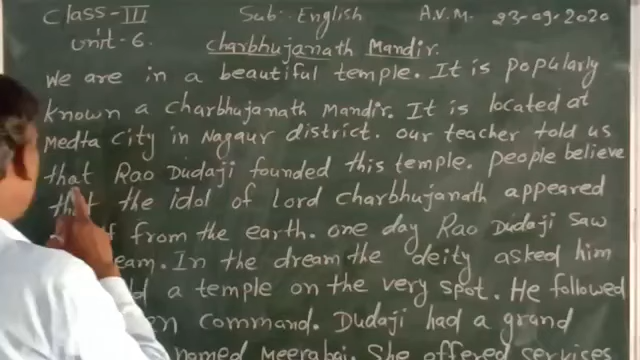 Class-III Sub:- English A.V.M. 23-09-2020
Unit-6.
Charbhujanath Mandir.
We are in a beautiful temple. It is popularly
known a charbhujanath Mandir. It is located at
Medta City in Nagaur district. Our teacher told us
that Rao Dudaji founded this temple. People believe
that the idol of Lord Charbhujanath appeared
from the earth. One day Rao Dudaji saw
In the dream the deity asked him
a temple on the very spot. He followed
command. Dudaji had a grand
named Meerabai. She offered services